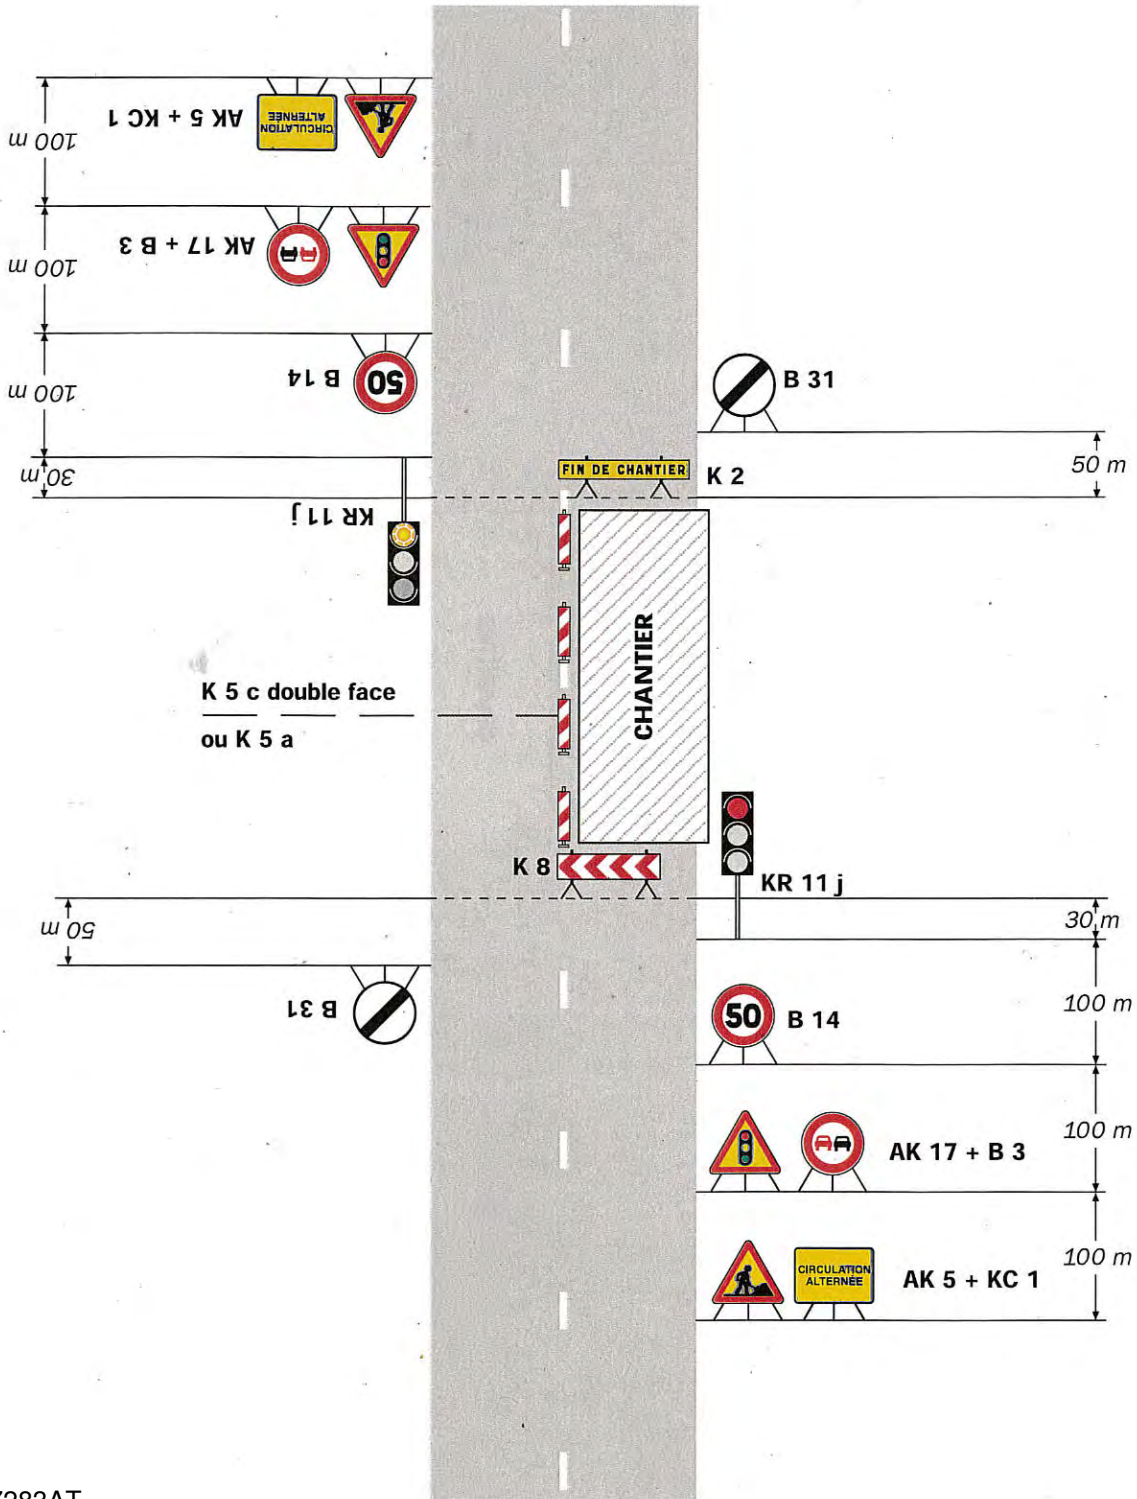 AK 5 + KC 1
CIRCULATION
ALTERNÉE
100 m
AK 17 + B 3
100 m
B 14
50
100 m
B 31
50 m
30 m
FIN DE CHANTIER
K 2
KR 11 j
CHANTIER
K 5 c double face
ou K 5 a
K 8
KR 11 j
50 m
30 m
B 31
50
B 14
100 m
AK 17 + B 3
100 m
CIRCULATION
ALTERNÉE
AK 5 + KC 1
100 m